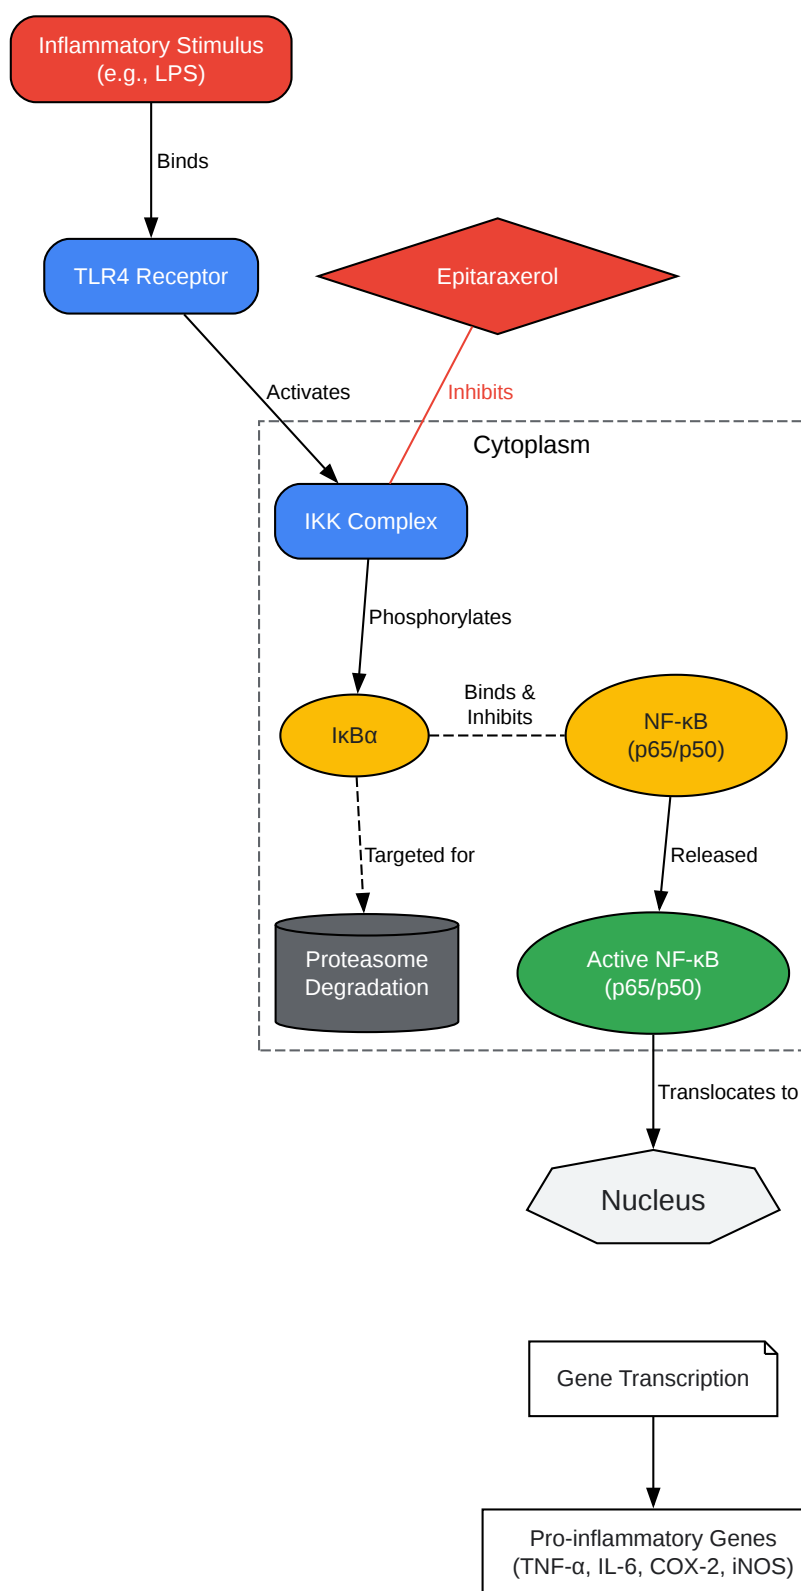 Inflammatory Stimulus
(e.g., LPS)
Binds
TLR4 Receptor
Epitaraxerol
Activates
Inhibits
Cytoplasm
IKK Complex
Phosphorylates
Binds &
Inhibits
IκBα
NF-κB
(p65/p50)
Targeted for
Released
Proteasome
Degradation
Active NF-κB
(p65/p50)
Translocates to
Nucleus
Gene Transcription
Pro-inflammatory Genes
(TNF-α, IL-6, COX-2, iNOS)